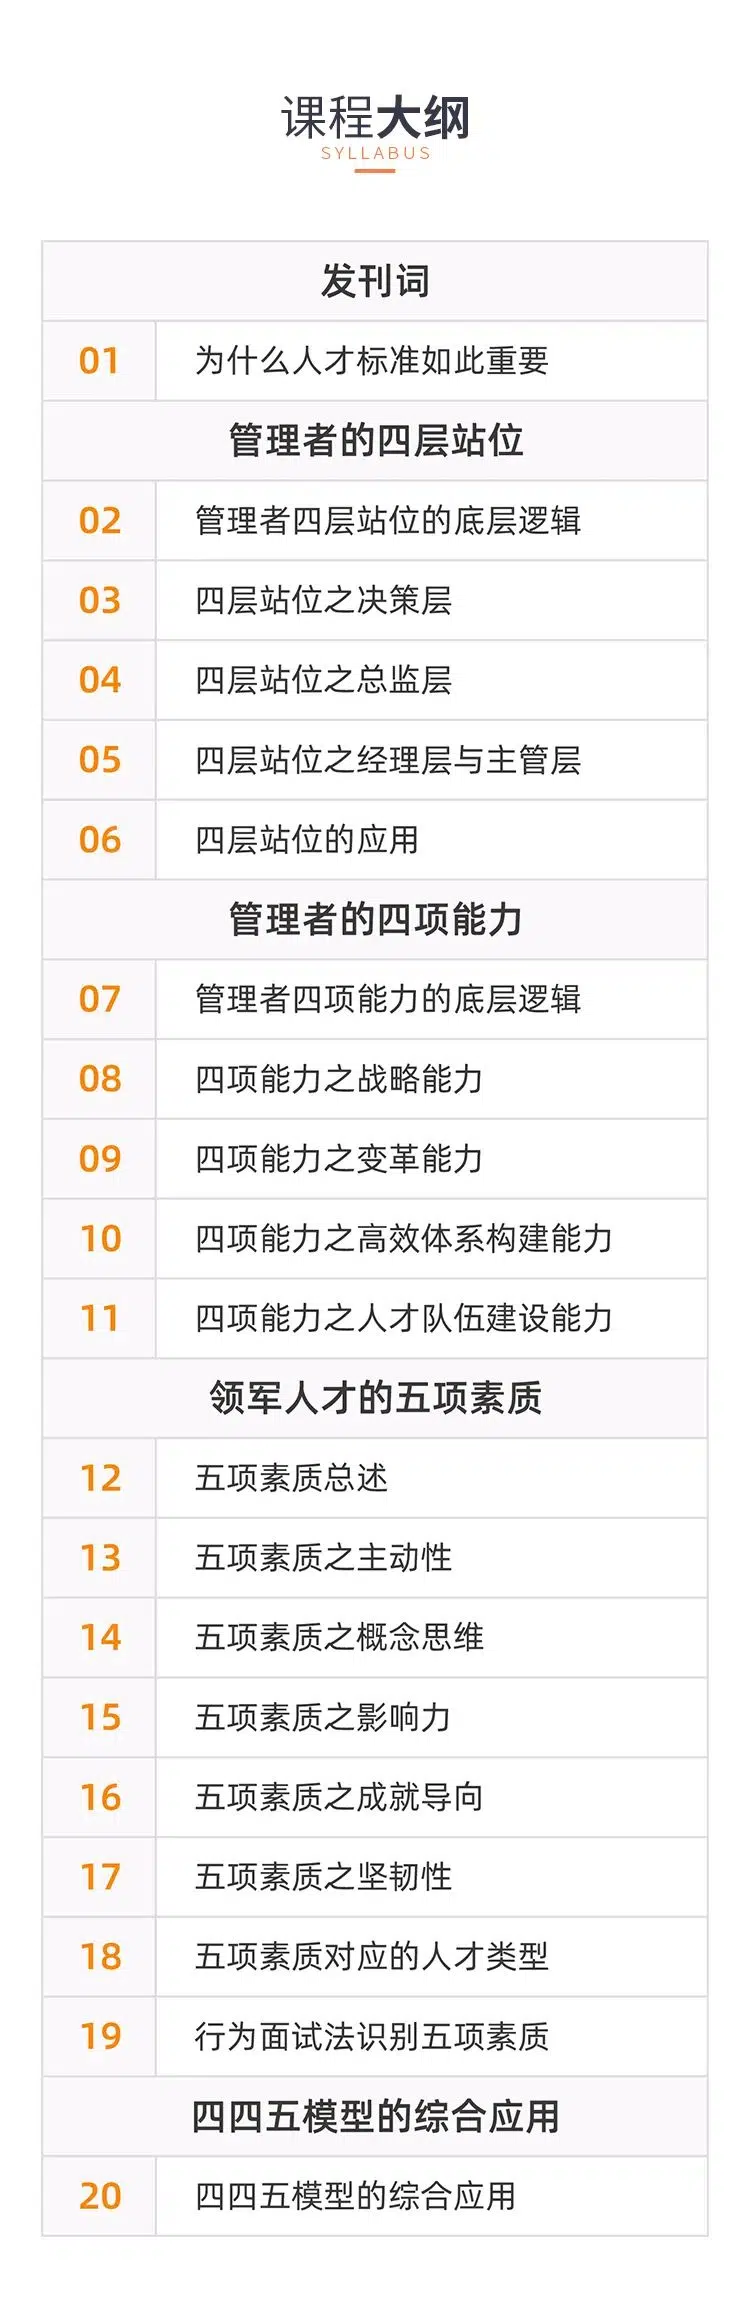 课程大纲
SYLLABUS
发刊词
01 为什么人才标准如此重要
管理者的四层站位
02 管理者四层站位的底层逻辑
03 四层站位之决策层
04 四层站位之总监层
05 四层站位之经理层与主管层
06 四层站位的应用
管理者的四项能力
07 管理者四项能力的底层逻辑
08 四项能力之战略能力
09 四项能力之变革能力
10 四项能力之高效体系构建能力
11 四项能力之人才队伍建设能力
领军人才的五项素质
12 五项素质总述
13 五项素质之主动性
14 五项素质之概念思维
15 五项素质之影响力
16 五项素质之成就导向
17 五项素质之坚韧性
18 五项素质对应的人才类型
19 行为面试法识别五项素质
四四五模型的综合应用
20 四四五模型的综合应用